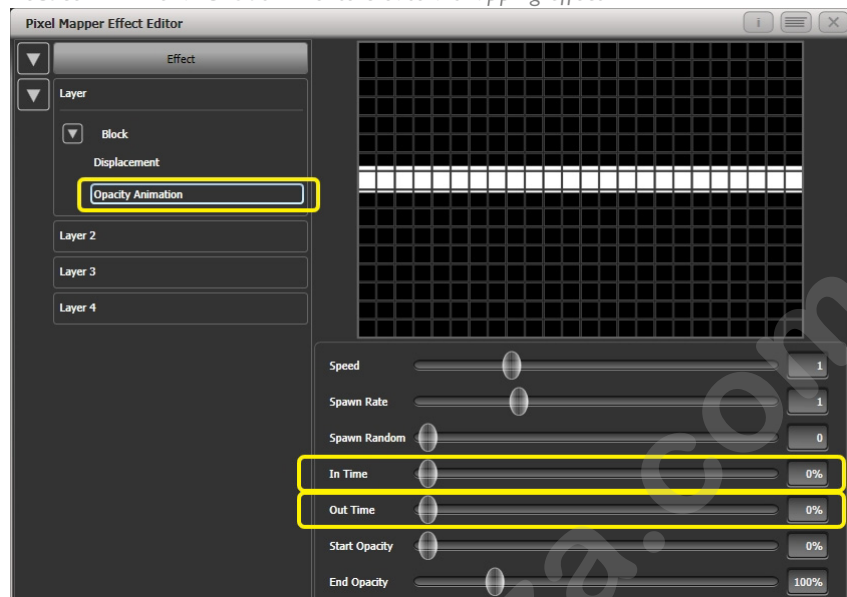 Pixel Mapper Effect Editor
i
Effect
Layer
Block
Displacement
Opacity Animation
Layer 2
Layer 3
Layer 4
Speed 1
Spawn Rate 1
Spawn Random 0
In Time 0%
Out Time 0%
Start Opacity 0%
End Opacity 100%